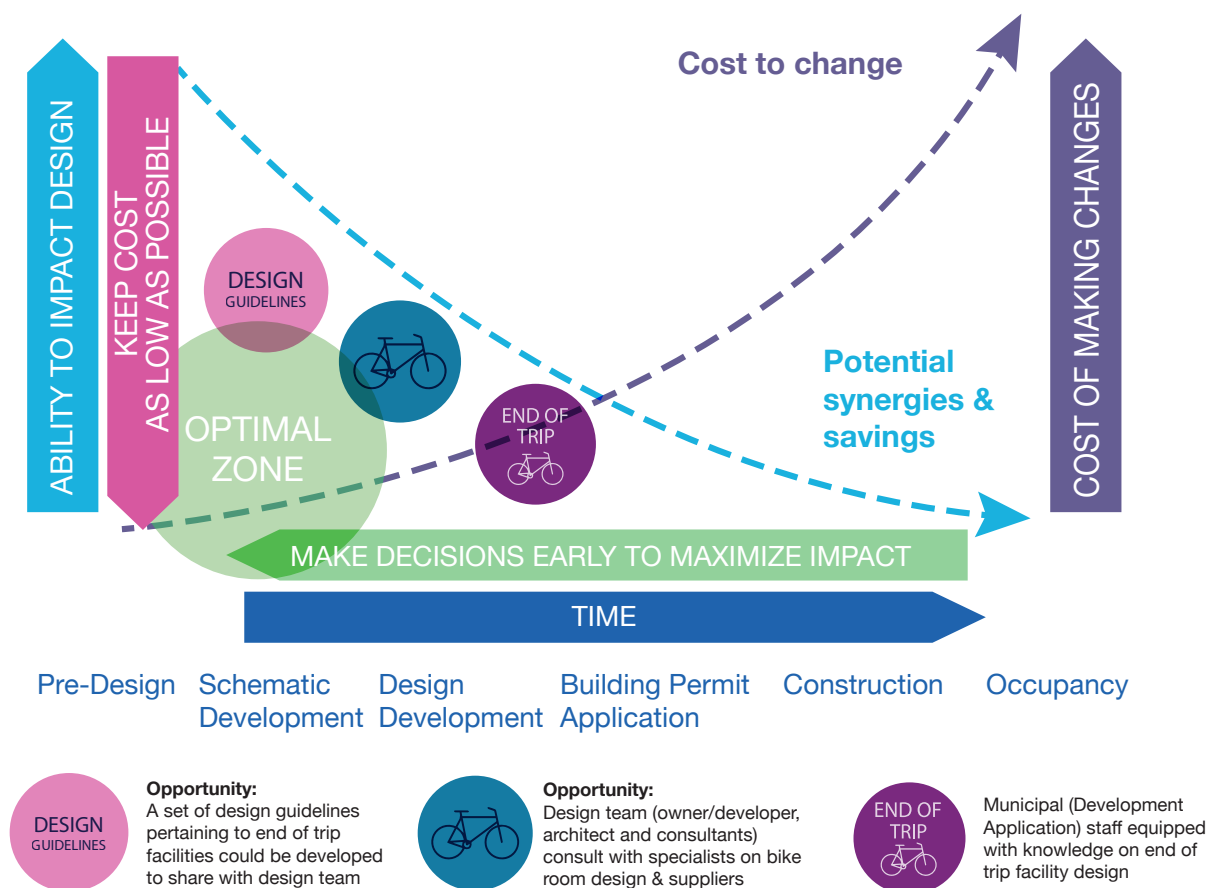 ABILITY TO IMPACT DESIGN
KEEP COST
AS LOW AS POSSIBLE
Cost to change
COST OF MAKING CHANGES
DESIGN
GUIDELINES
OPTIMAL
ZONE
END OF
TRIP
Potential
synergies &
savings
MAKE DECISIONS EARLY TO MAXIMIZE IMPACT
TIME
Pre-Design
Schematic
Development
Design
Development
Building Permit
Application
Construction
Occupancy
DESIGN
GUIDELINES
Opportunity:
A set of design guidelines
pertaining to end of trip
facilities could be developed
to share with design team
Opportunity:
Design team (owner/developer,
architect and consultants)
consult with specialists on bike
room design & suppliers
END OF
TRIP
Municipal (Development
Application) staff equipped
with knowledge on end of
trip facility design